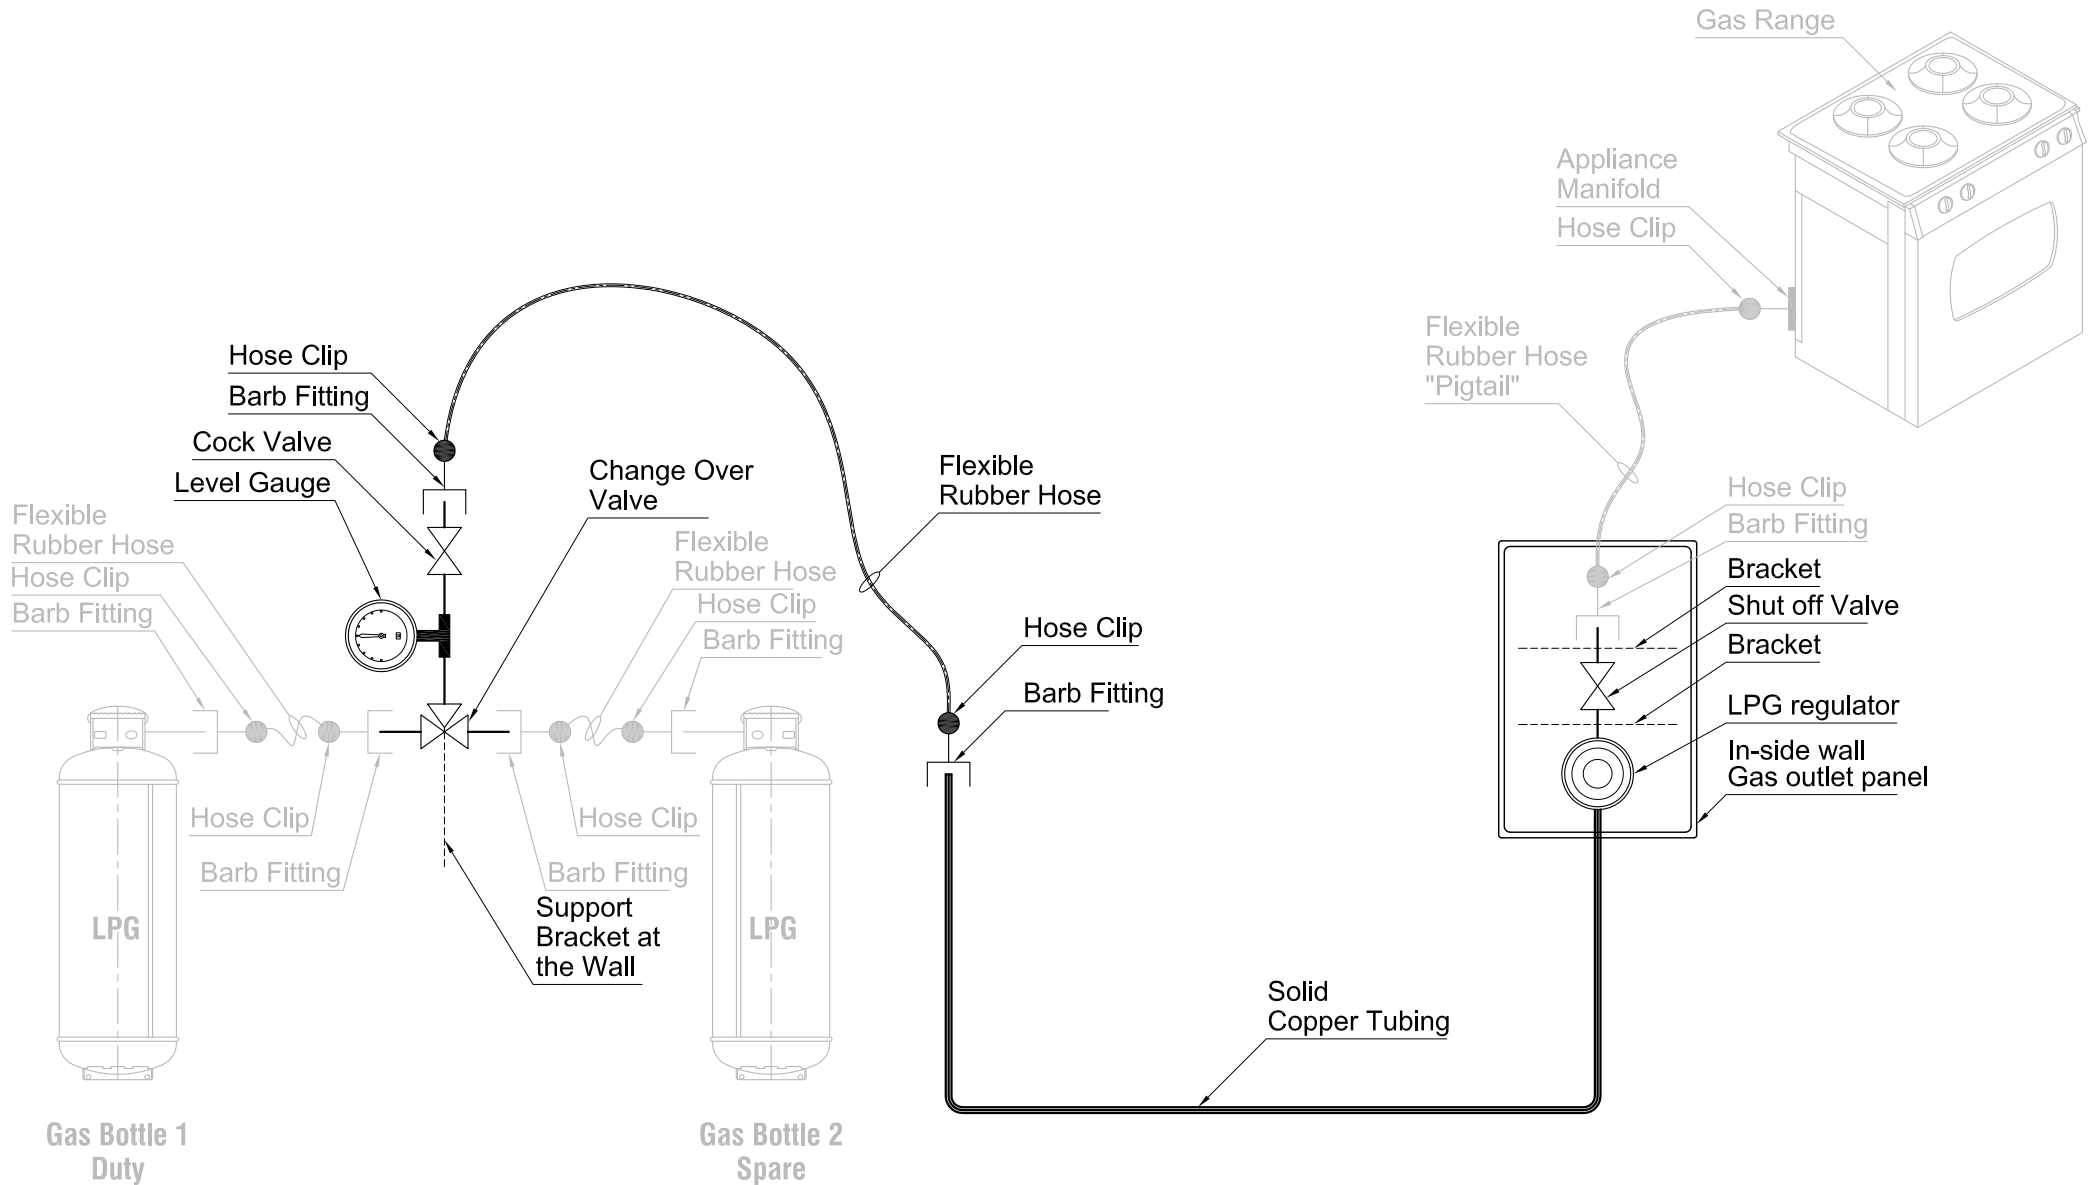 Gas Range
Appliance
Manifold
Hose Clip
Flexible
Rubber Hose
"Pigtail"
Hose Clip
Barb Fitting
Cock Valve
Level Gauge
Change Over
Valve
Flexible
Rubber Hose
Flexible
Rubber Hose
Hose Clip
Barb Fitting
Flexible
Rubber Hose
Hose Clip
Barb Fitting
Hose Clip
Barb Fitting
Hose Clip
Barb Fitting
Bracket
Shut off Valve
Bracket
LPG regulator
In-side wall
Gas outlet panel
Hose Clip
Barb Fitting
Hose Clip
Barb Fitting
Support
Bracket at
the Wall
LPG
LPG
Solid
Copper Tubing
Gas Bottle 1
Duty
Gas Bottle 2
Spare